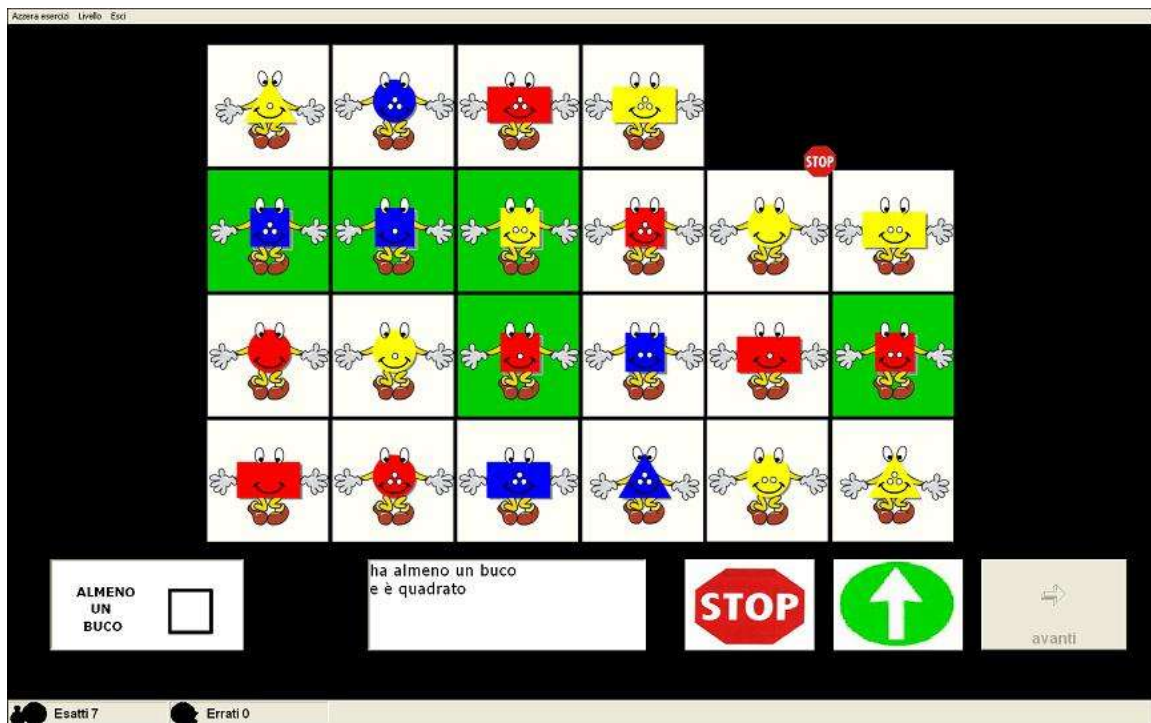 Azzera esercizi Livello Esci
STOP
ALMENO
UN
BUCO
ha almeno un buco
e è quadrato
STOP
avanti
Esatti 7 Errati 0